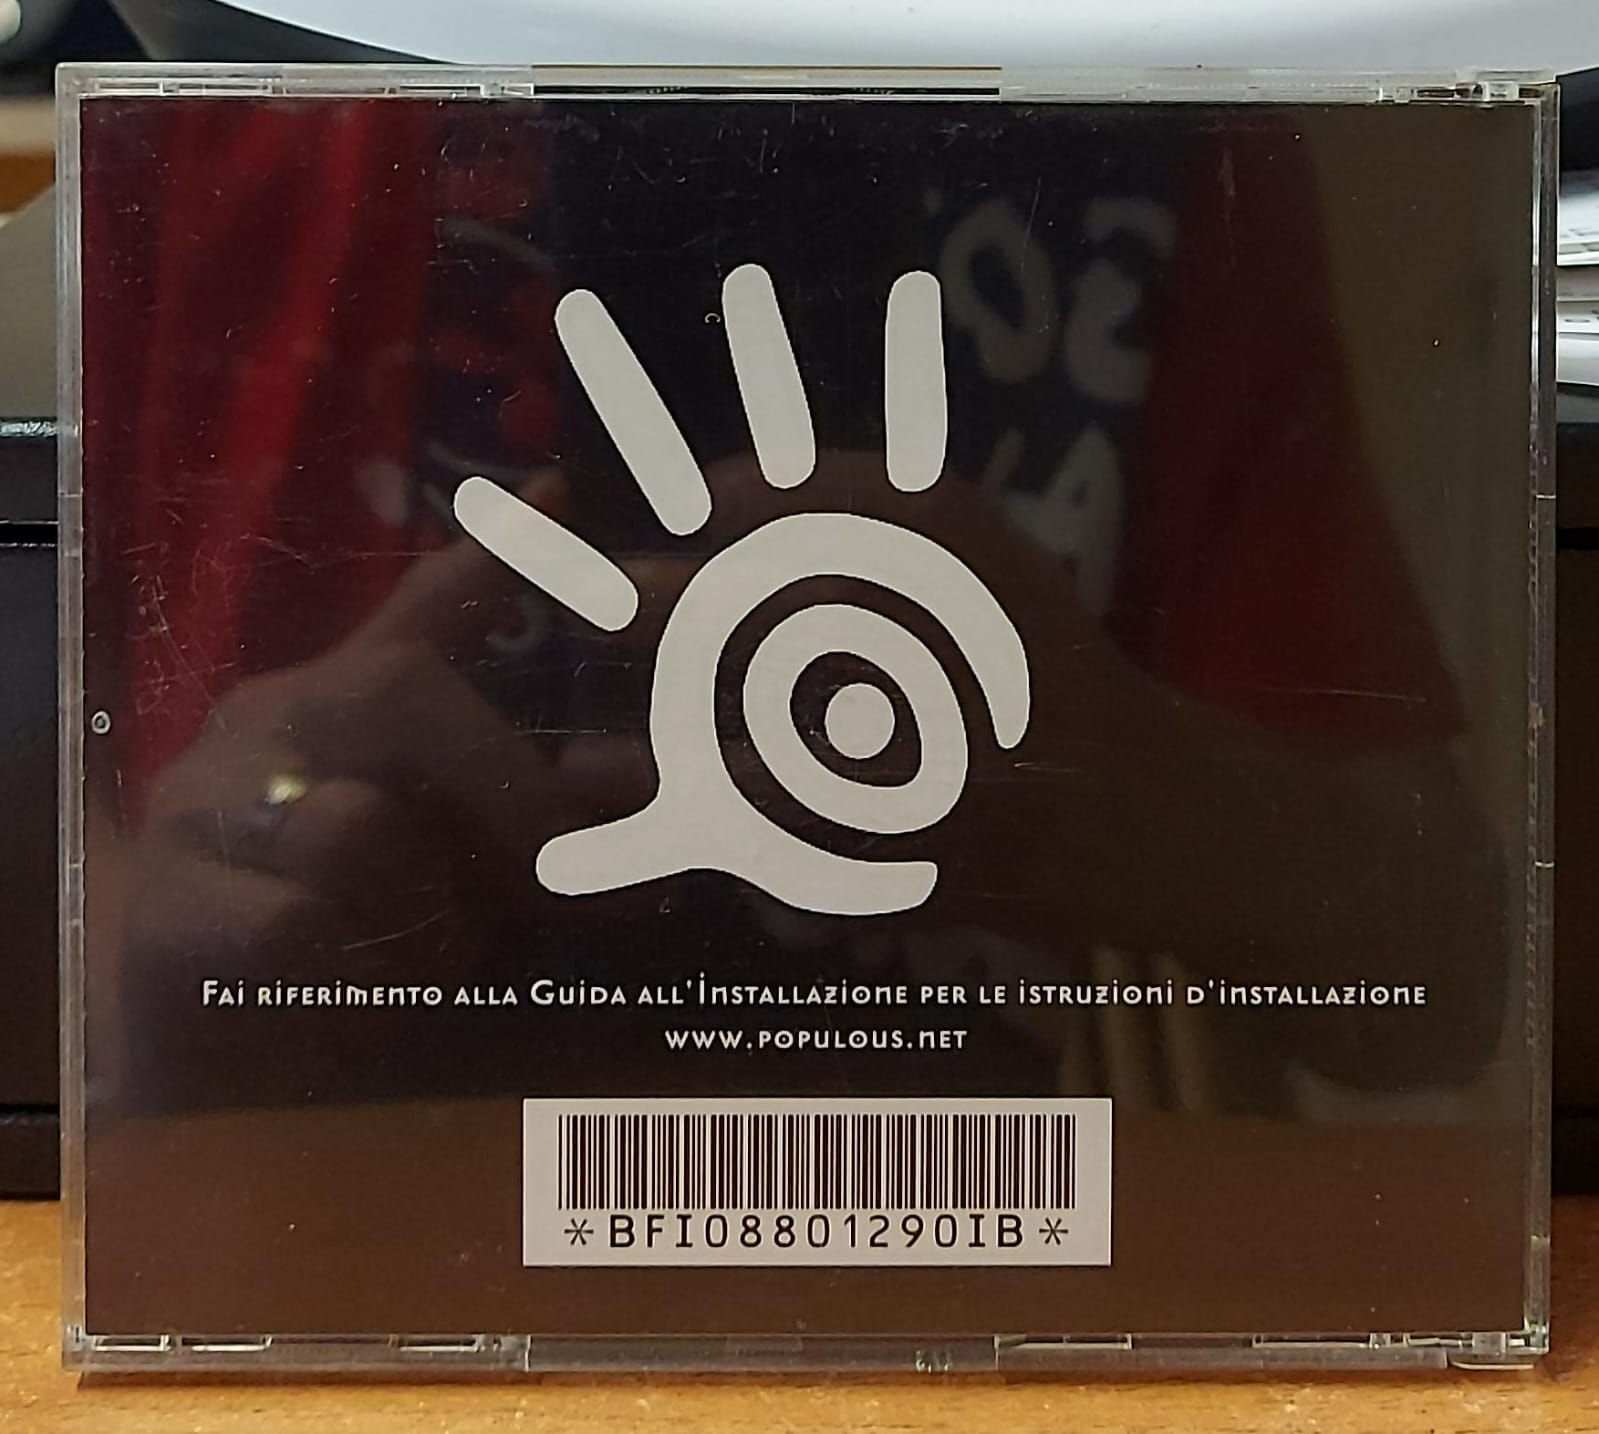 Fai riferimento alla Guida all'Installazione per le istruzioni d'installazione
www.populous.net
*BFI08801290IB*